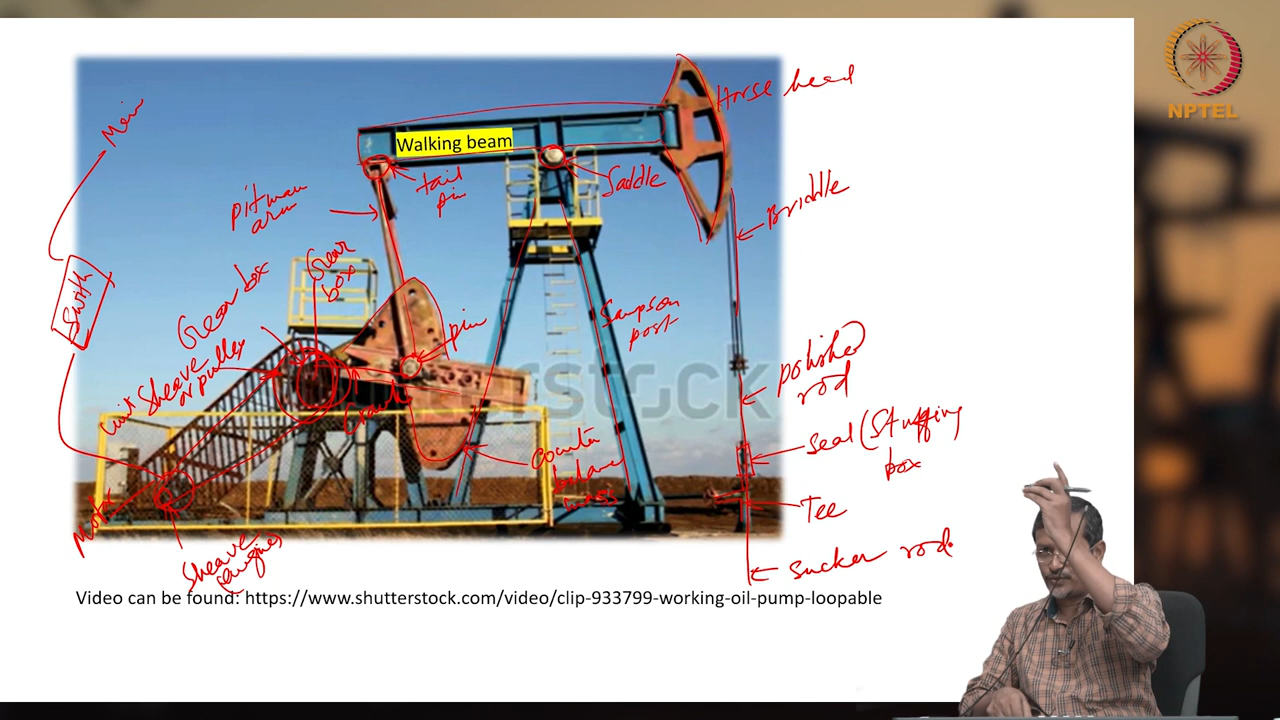 NPTEL
Main
Horse head
Walking beam
tail
pin
Saddle
Briddle
pitman
arm
Gear box
Gear
box
Switch
Sampson
post
pin
polished
rod
unit sheave
or pulley
Crank
seal (Stuffing
box
Counter
balance
Tee
Motor
Sheave
(engine)
sucker rod.
shutterstock
Video can be found: https://www.shutterstock.com/video/clip-933799-working-oil-pump-loopable